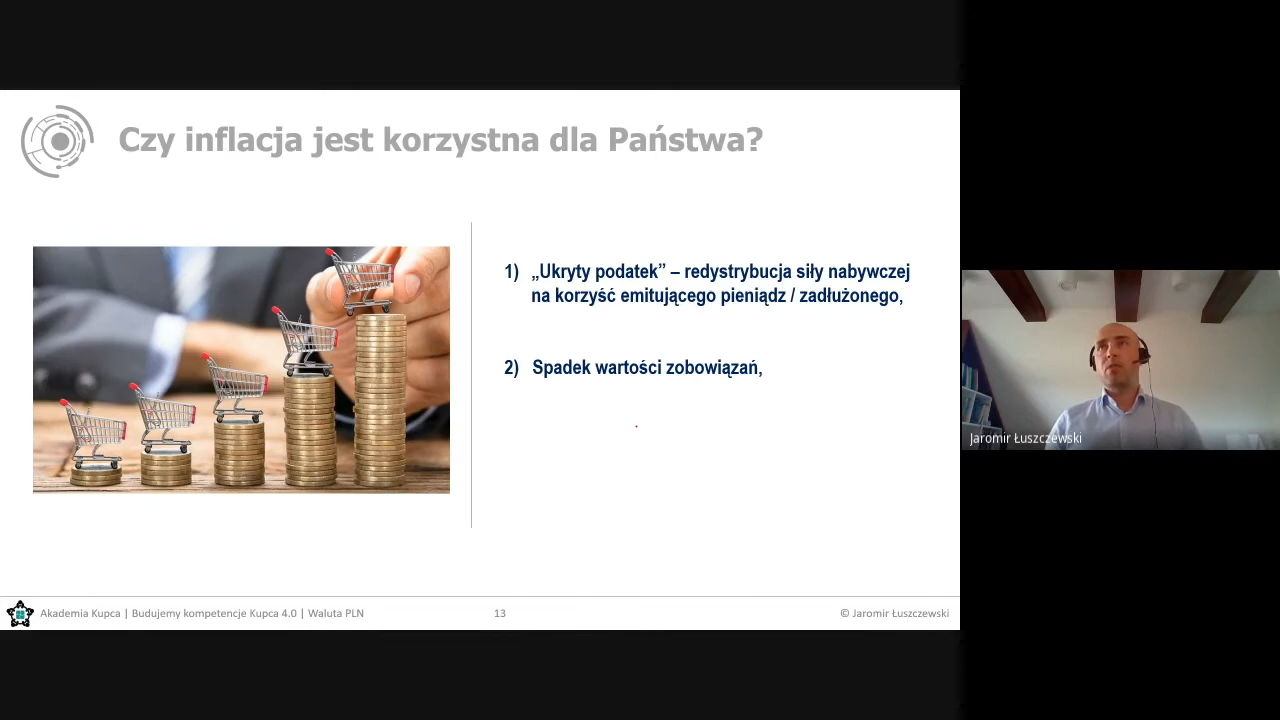 Czy inflacja jest korzystna dla Państwa?
1) „Ukryty podatek” – redystrybucja siły nabywczej
na korzyść emitującego pieniądz / zadłużonego,
2) Spadek wartości zobowiązań,
Jaromir Łuszczewski
Akademia Kupca | Budujemy kompetencje Kupca 4.0 | Waluta PLN
13
© Jaromir Łuszczewski